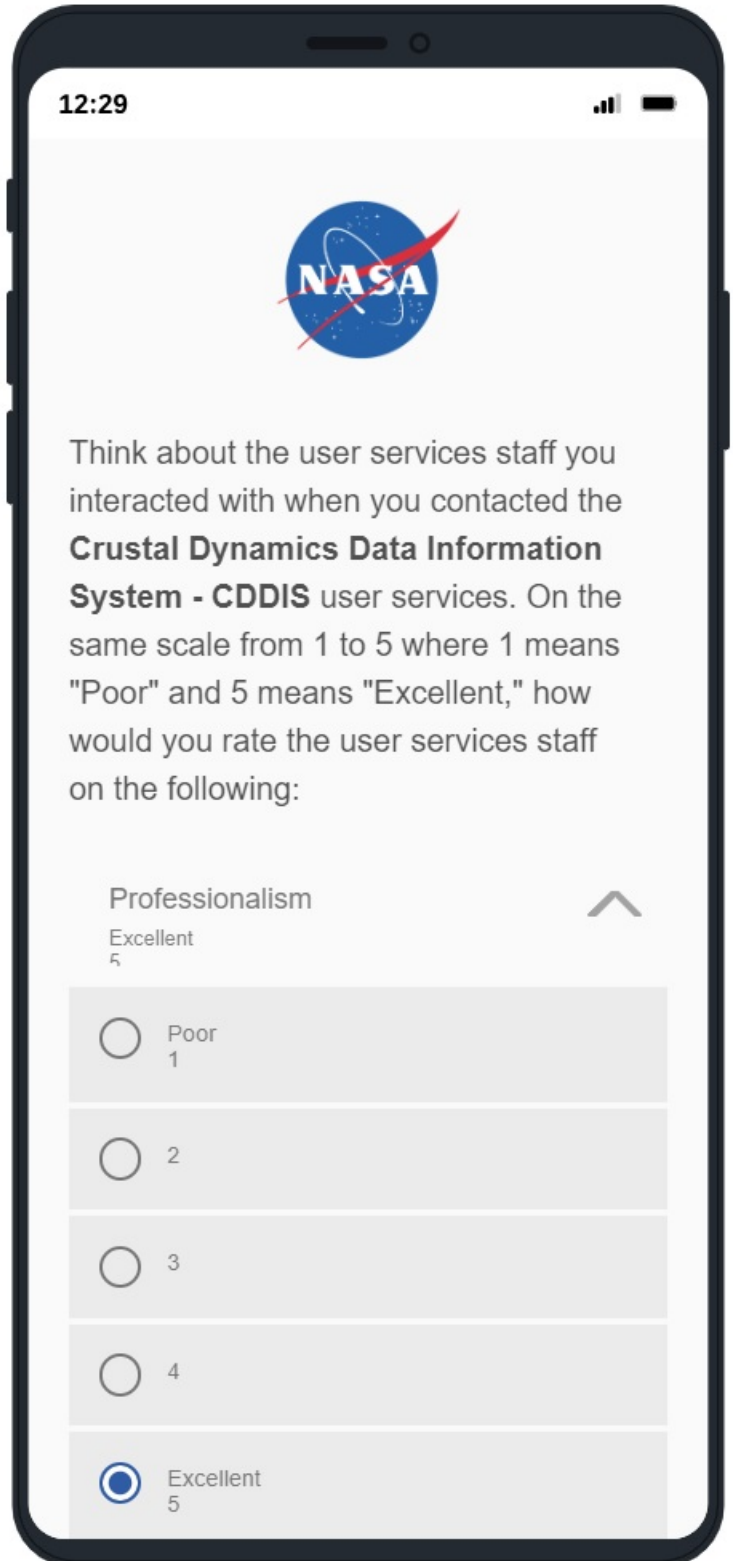 12:29
NASA
Think about the user services staff you
interacted with when you contacted the
Crustal Dynamics Data Information
System - CDDIS user services. On the
same scale from 1 to 5 where 1 means
"Poor" and 5 means "Excellent," how
would you rate the user services staff
on the following:
Professionalism
Excellent
5
Poor
1
2
3
4
Excellent
5